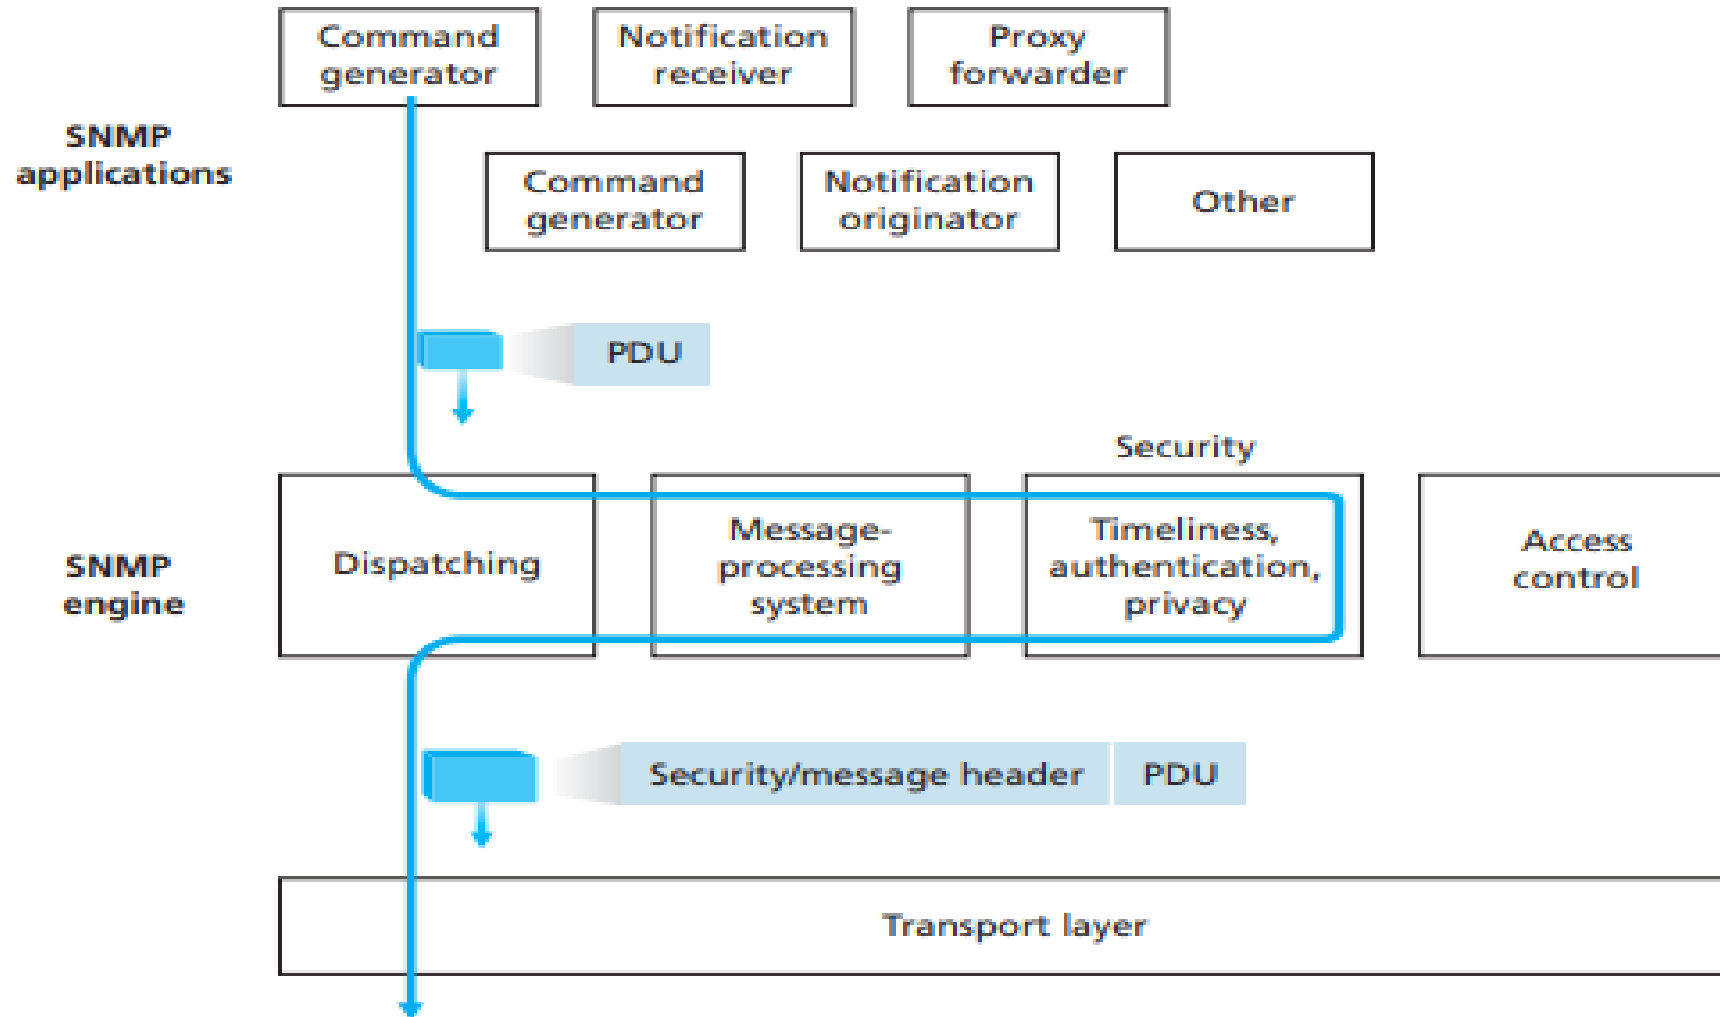 Command
generator
Notification
receiver
Proxy
forwarder
SNMP
applications
Command
generator
Notification
originator
Other
PDU
Security
SNMP
engine
Dispatching
Message-
processing
system
Timeliness,
authentication,
privacy
Access
control
Security/message header
PDU
Transport layer